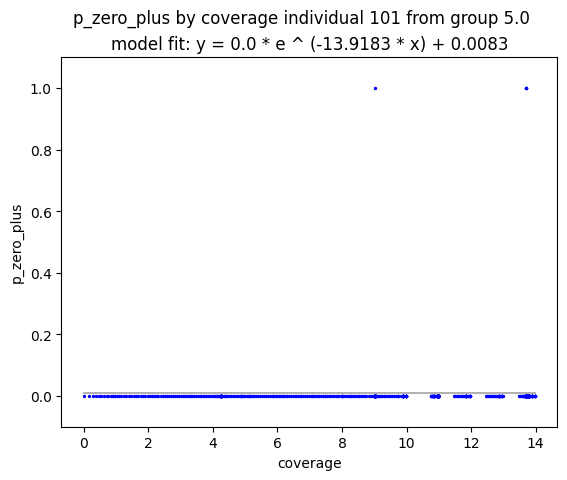 p_zero_plus by coverage individual 101 from group 5.0
model fit: y = 0.0 * e ^ (-13.9183 * x) + 0.0083
1.0
0.8
0.6
0.4
0.2
0.0
p_zero_plus
0 2 4 6 8 10 12 14
coverage